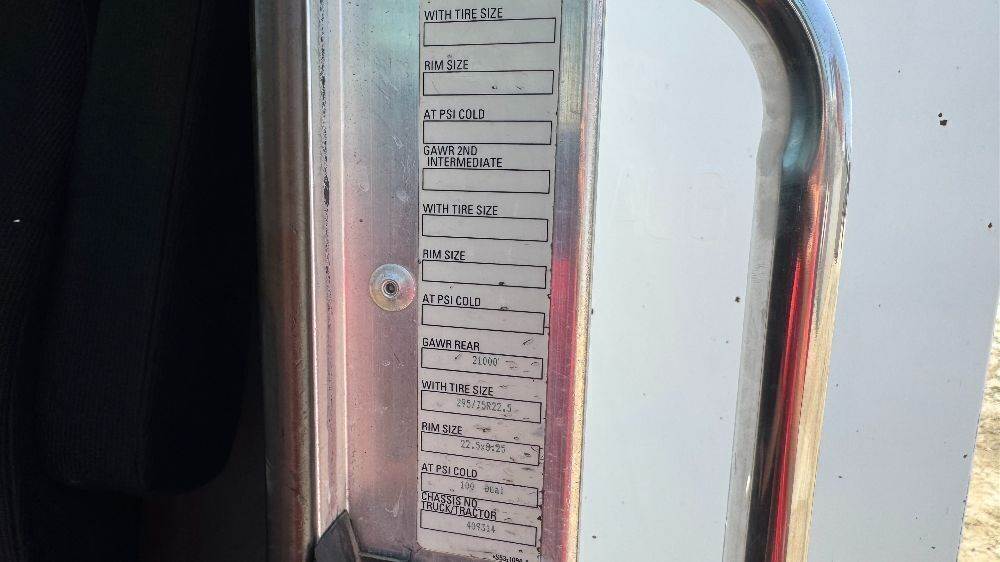 WITH TIRE SIZE
RIM SIZE
AT PSI COLD
GAWR 2ND
INTERMEDIATE
WITH TIRE SIZE
RIM SIZE
AT PSI COLD
GAWR REAR
21000
WITH TIRE SIZE
295/75R22.5
RIM SIZE
22.5x8.25
AT PSI COLD
100 Dual
CHASSIS NO
TRUCK/TRACTOR
409314